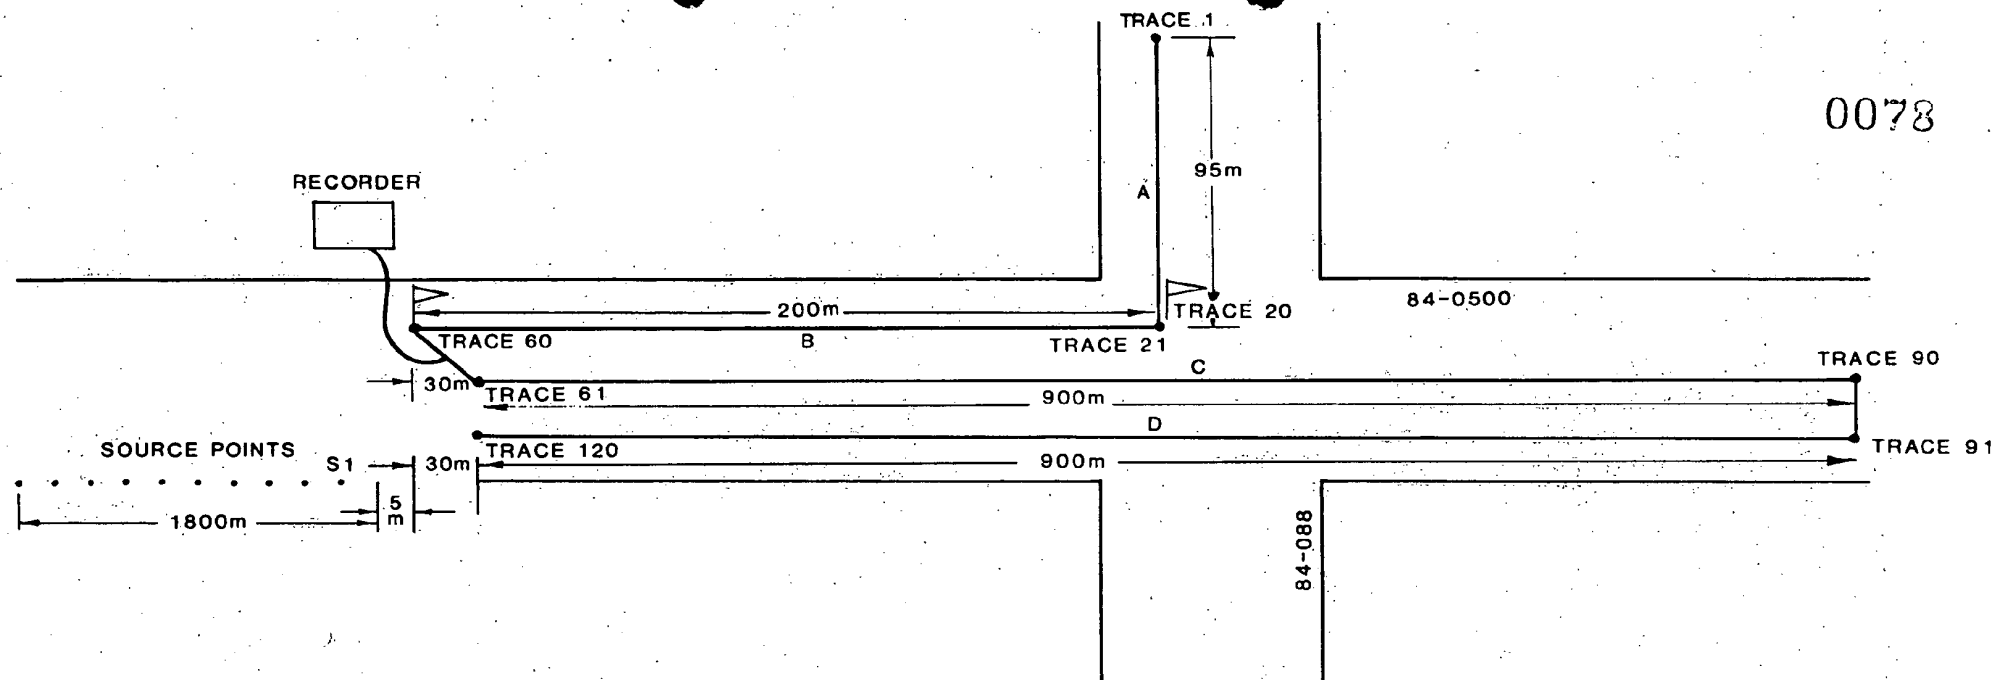 TRACE 1
0078
95m
A
RECORDER
84-0500
200m
TRACE 20
TRACE 60
B
TRACE 21
C
TRACE 90
30m
TRACE 61
900m
D
SOURCE POINTS
S1
30m
TRACE 120
900m
TRACE 91
5
m
1800m
84-088